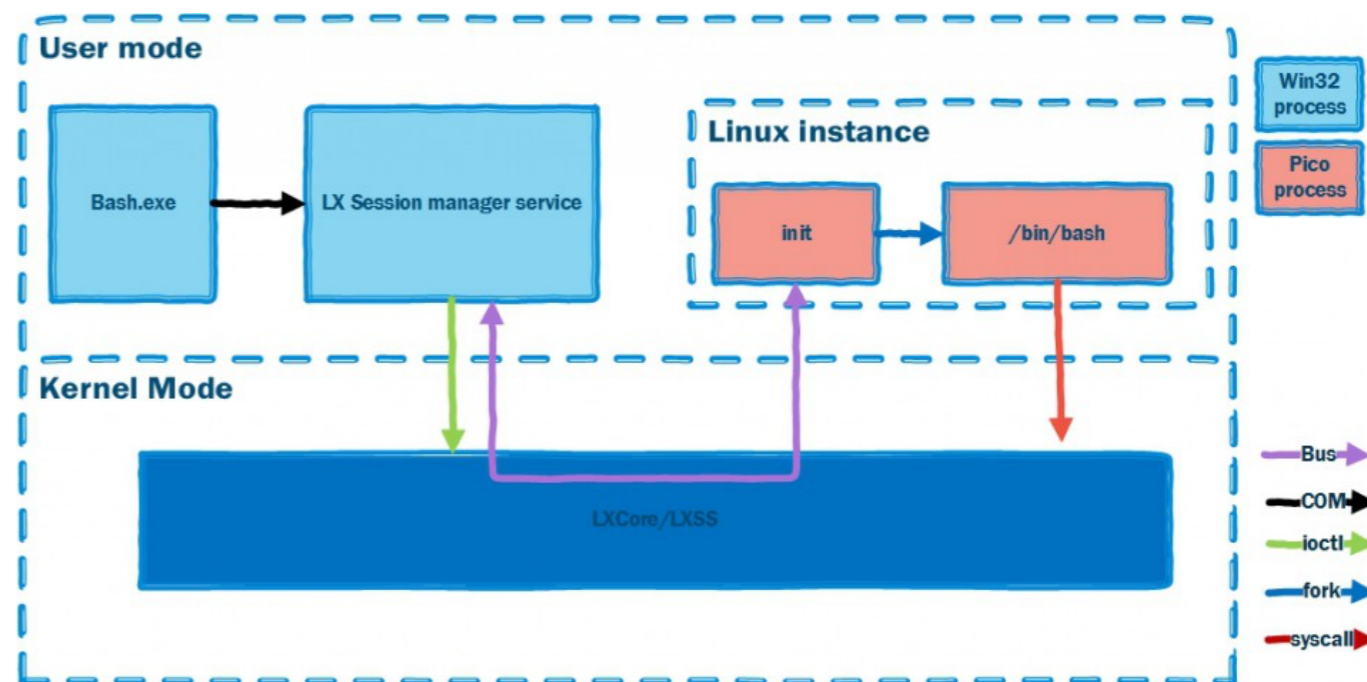 User mode
Bash.exe
LX Session manager service
Linux instance
init
/bin/bash
Win32
process
Pico
process
Kernel Mode
LXCore/LXSS
Bus
COM
ioctl
fork
syscall